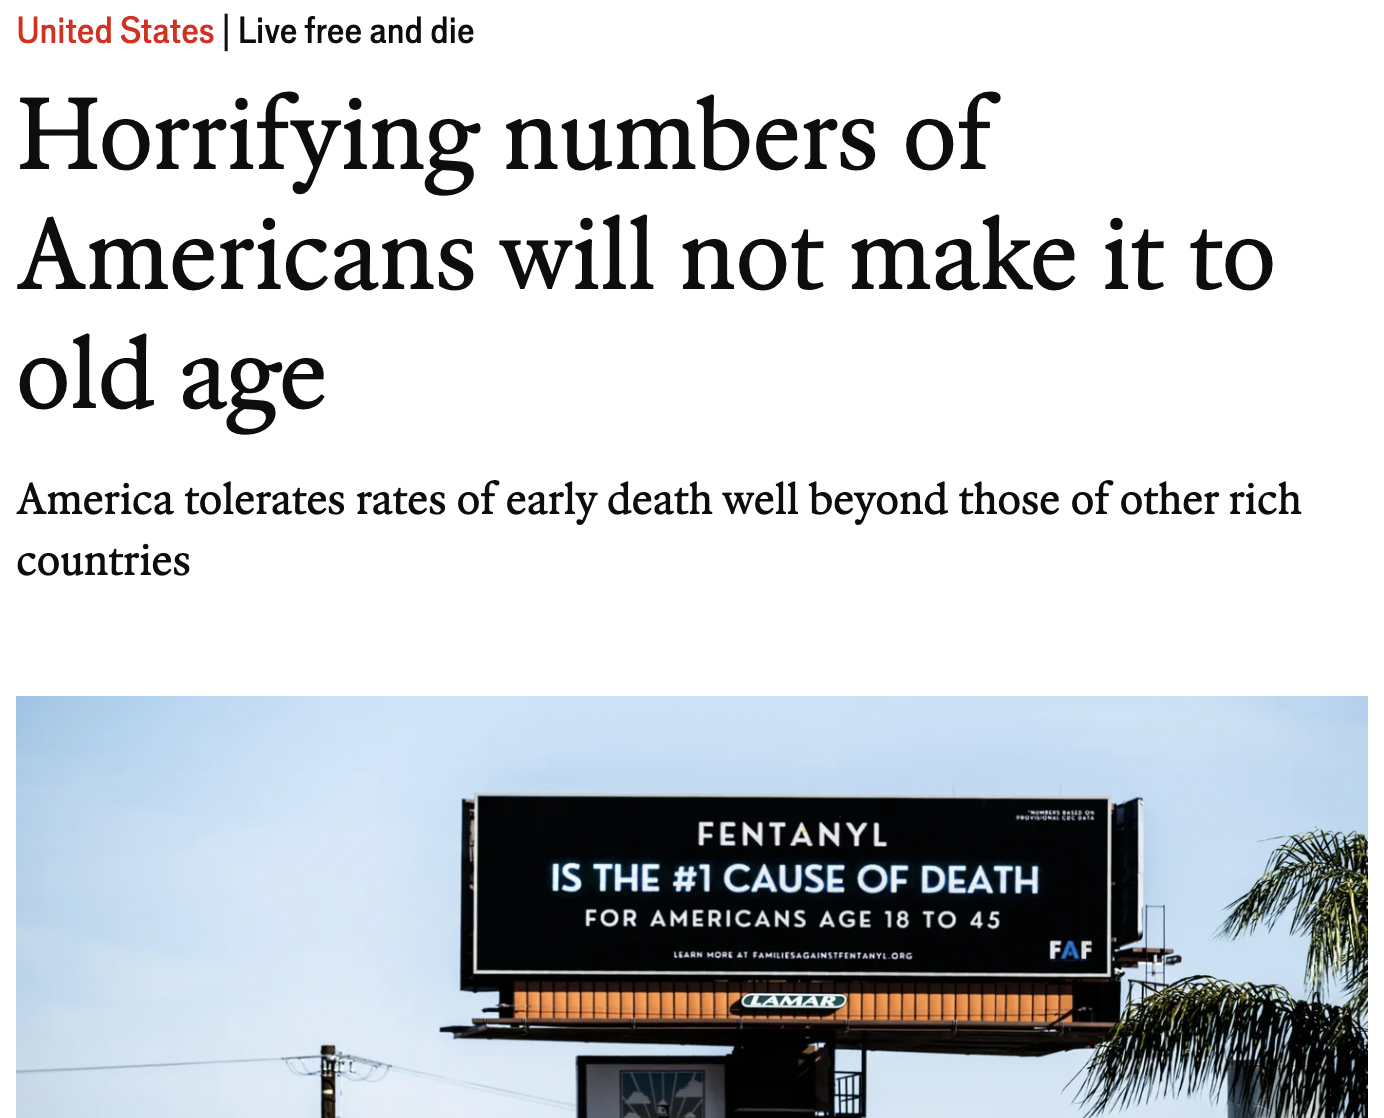 United States | Live free and die
Horrifying numbers of
Americans will not make it to
old age
America tolerates rates of early death well beyond those of other rich
countries
*NUMBERS BASED ON
PROVISIONAL CDC DATA
FENTANYL
IS THE #1 CAUSE OF DEATH
FOR AMERICANS AGE 18 TO 45
LEARN MORE AT FAMILIESAGAINSTFENTANYL.ORG
FAF
LAMAR